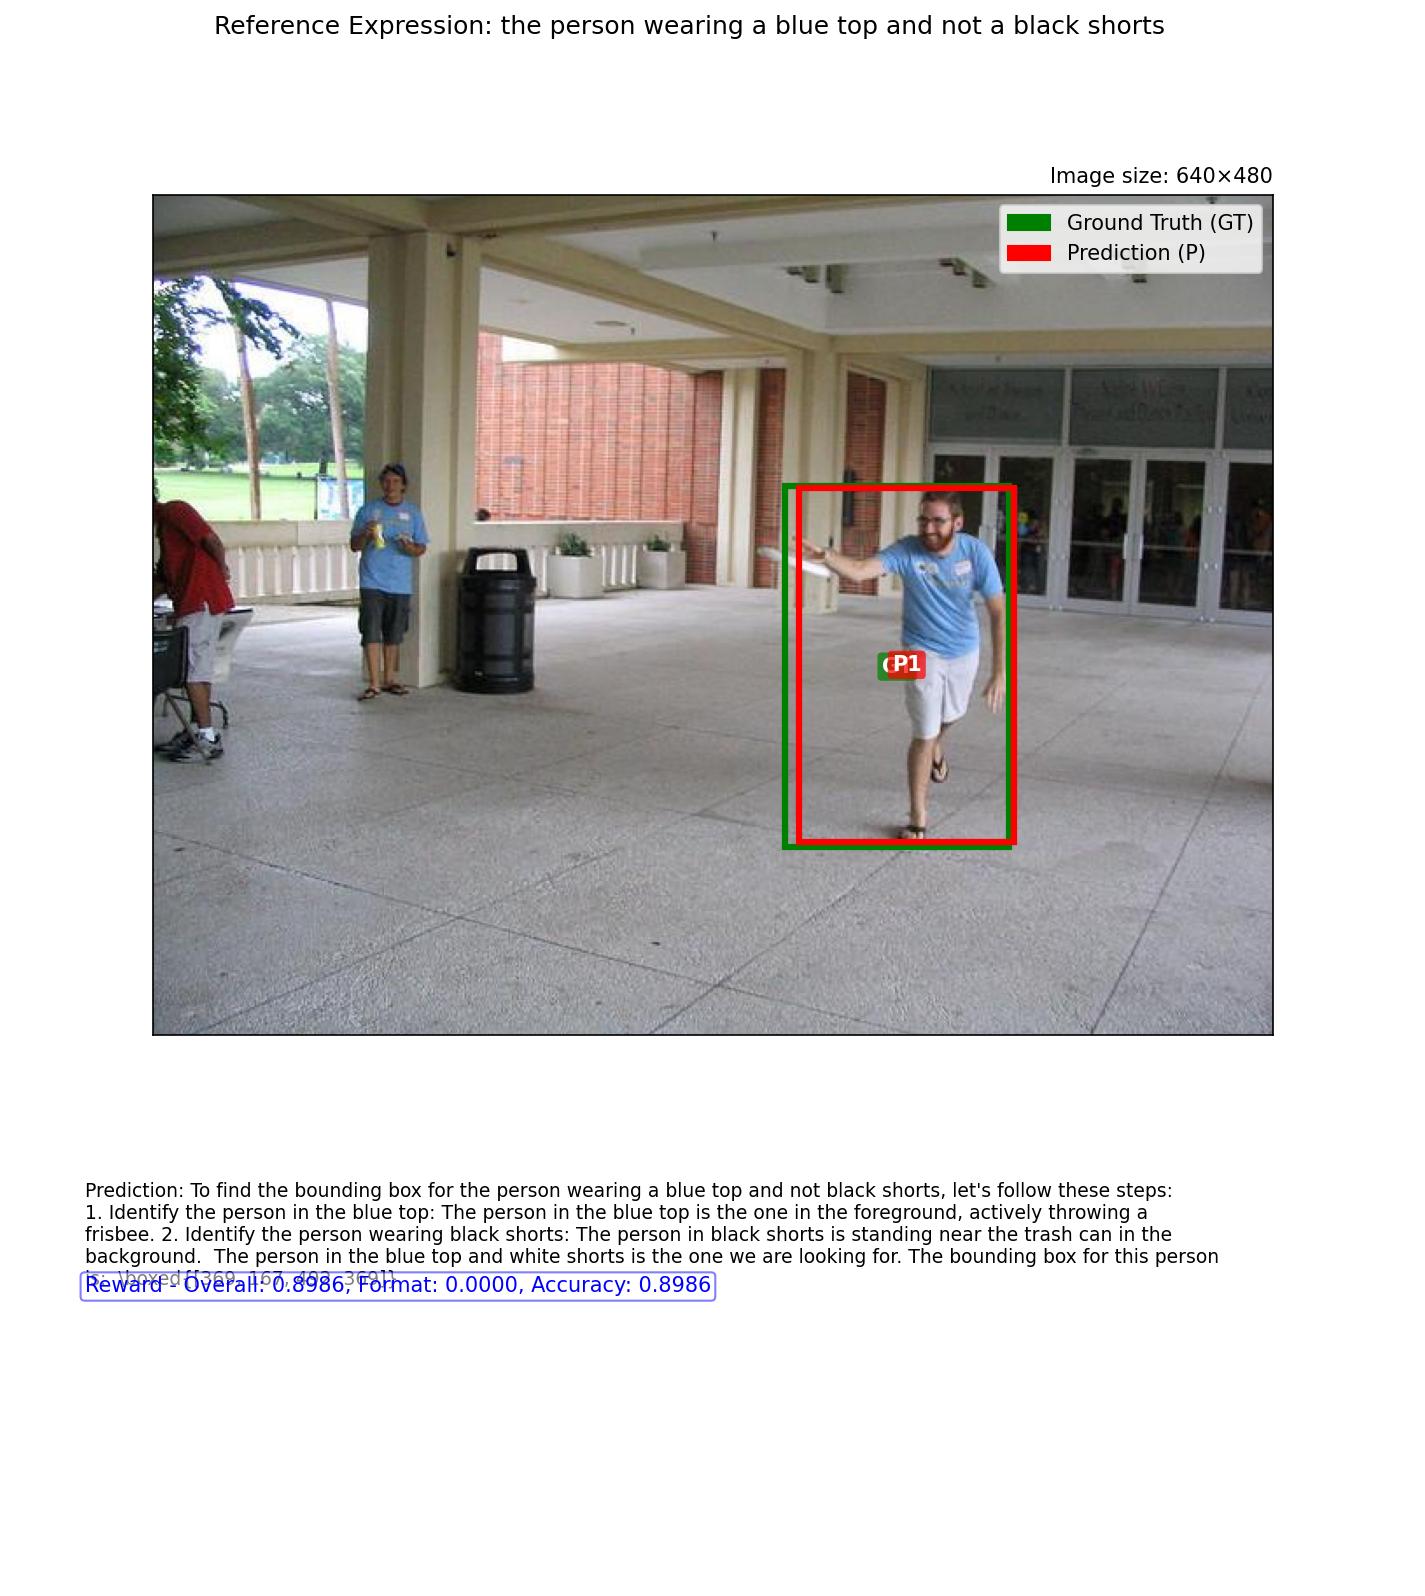 Reference Expression: the person wearing a blue top and not a black shorts
Image size: 640×480
Ground Truth (GT)
Prediction (P)
P1
Prediction: To find the bounding box for the person wearing a blue top and not black shorts, let's follow these steps:
1. Identify the person in the blue top: The person in the blue top is the one in the foreground, actively throwing a
frisbee. 2. Identify the person wearing black shorts: The person in black shorts is standing near the trash can in the
background.  The person in the blue top and white shorts is the one we are looking for. The bounding box for this person
is: \boxed{[369, 167, 492, 369]}
Reward - Overall: 0.8986, Format: 0.0000, Accuracy: 0.8986